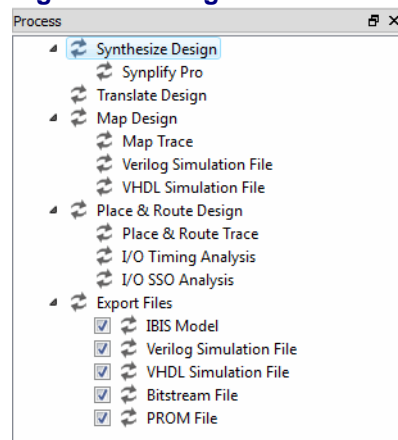 Process
Synthesize Design
Synplify Pro
Translate Design
Map Design
Map Trace
Verilog Simulation File
VHDL Simulation File
Place & Route Design
Place & Route Trace
I/O Timing Analysis
I/O SSO Analysis
Export Files
IBIS Model
Verilog Simulation File
VHDL Simulation File
Bitstream File
PROM File